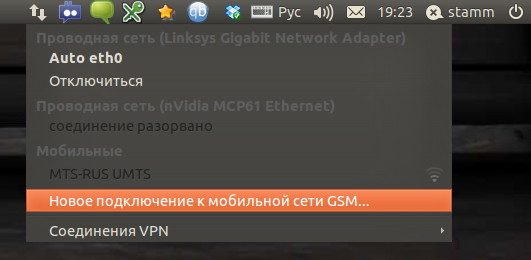 qb Рус 19:23 stamm
Проводная сеть (Linksys Gigabit Network Adapter)
Auto eth0
Отключиться
Проводная сеть (nVidia MCP61 Ethernet)
соединение разорвано
Мобильные
MTS-RUS UMTS
Новое подключение к мобильной сети GSM...
Соединения VPN